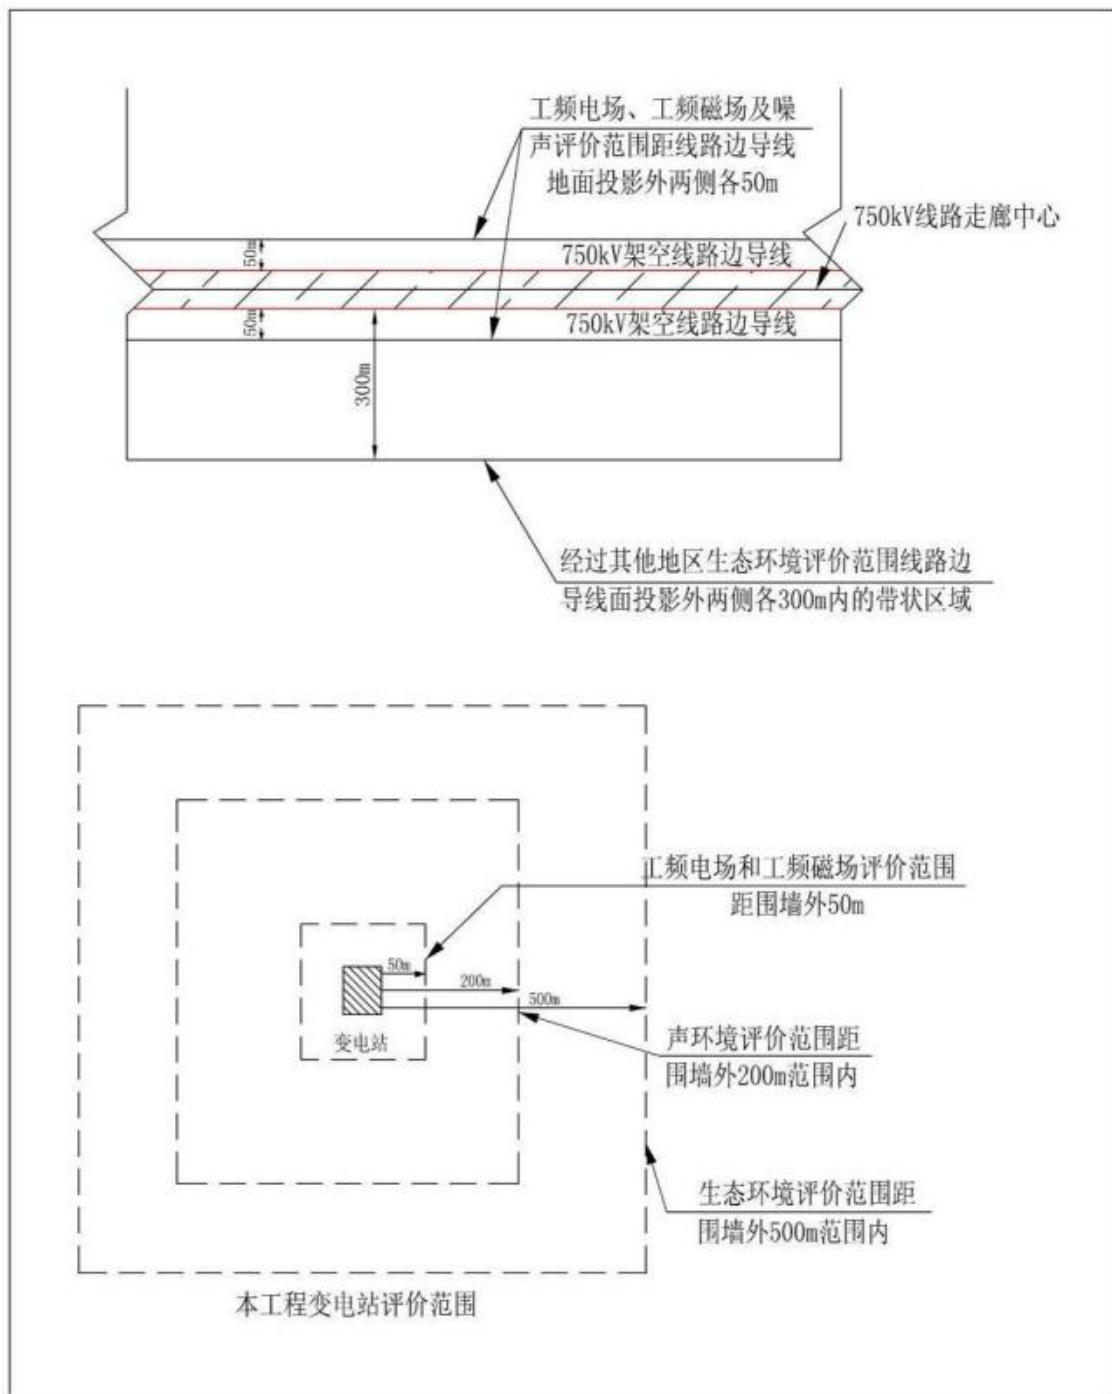 工频电场、工频磁场及噪
声评价范围距线路边导线
地面投影外两侧各50m
750kV线路走廊中心
50m
750kV架空线路边导线
50m
750kV架空线路边导线
300m
经过其他地区生态环境评价范围线路边
导线面投影外两侧各300m内的带状区域
工频电场和工频磁场评价范围
距围墙外50m
50m
200m
500m
变电站
声环境评价范围距
围墙外200m范围内
生态环境评价范围距
围墙外500m范围内
本工程变电站评价范围